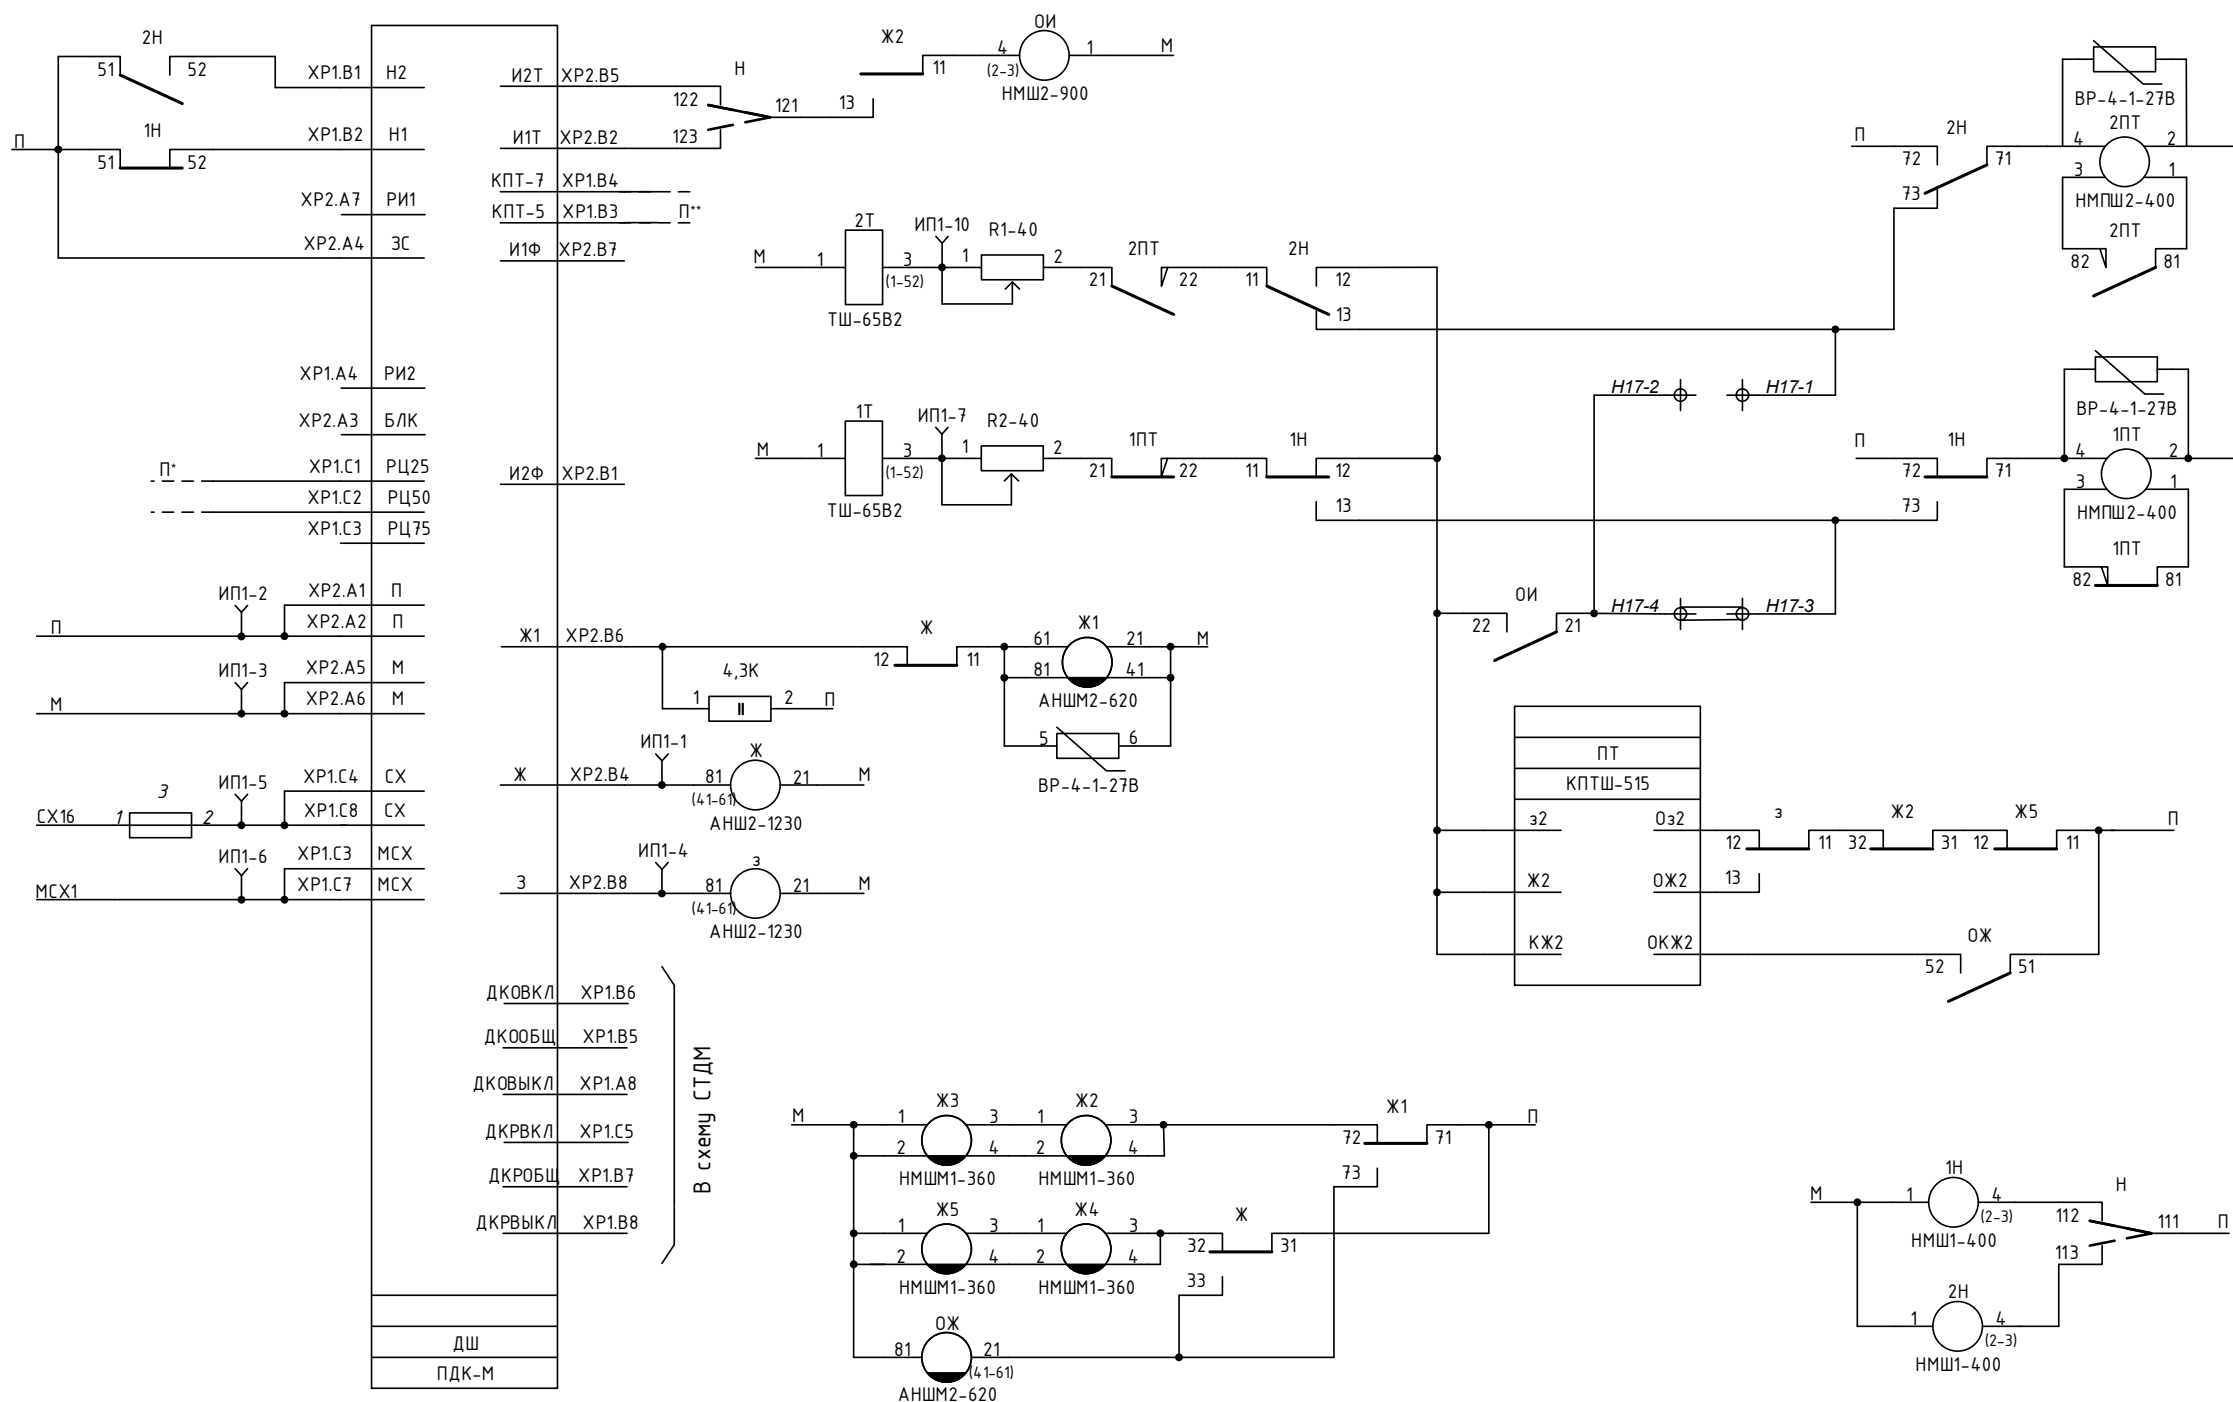 2Н
51 52
ХР1.В1 Н2
П
1Н
51 52
ХР1.В2 Н1
ХР2.А7 РИ1
ХР2.А4 ЗС
ХР1.А4 РИ2
ХР2.А3 БЛК
П* ХР1.С1 РЦ25
ХР1.С2 РЦ50
ХР1.С3 РЦ75
ИП1-2 ХР2.А1 П
П ХР2.А2 П
ИП1-3 ХР2.А5 М
М ХР2.А6 М
3 ИП1-5 ХР1.С4 СХ
СХ16 1 2 ХР1.С8 СХ
ИП1-6 ХР1.С3 МСХ
МСХ1 ХР1.С7 МСХ
И2Т ХР2.В5
И1Т ХР2.В2
КПТ-7 ХР1.В4
КПТ-5 ХР1.В3 П**
И1Ф ХР2.В7
И2Ф ХР2.В1
Ж1 ХР2.В6
Ж ХР2.В4
З ХР2.В8
ДКОВКЛ ХР1.В6
ДКООБЩ ХР1.В5
ДКОВЫКЛ ХР1.А8
ДКРВКЛ ХР1.С5
ДКРОБЩ ХР1.В7
ДКРВЫКЛ ХР1.В8
В схему СТДМ
ДШ
ПДК-М
Н
122 121
123
Ж2
13 11
ОИ
4 1 М
(2-3)
НМШ2-900
2Т ИП1-10 R1-40 2ПТ 2Н
М 1 3 1 2 21 22 11 12
(1-52) 13
ТШ-65В2
1Т ИП1-7 R2-40 1ПТ 1Н
М 1 3 1 2 21 22 11 12
(1-52) 13
ТШ-65В2
П 2Н
72 71
73
ВР-4-1-27В
2ПТ
4 2
3 1
НМПШ2-400
2ПТ
82 81
Н17-2 Н17-1
П 1Н
72 71
73
ВР-4-1-27В
1ПТ
4 2
3 1
НМПШ2-400
1ПТ
82 81
ОИ
22 21
Н17-4 Н17-3
Ж
12 11
Ж1
61 21 М
81 41
АНШМ2-620
5 6
ВР-4-1-27В
4,3К
1 2 П
ИП1-1 Ж
81 21 М
(41-61)
АНШ2-1230
ИП1-4 з
81 21 М
(41-61)
АНШ2-1230
ПТ
КПТШ-515
з2 Оз2
Ж2 ОЖ2
КЖ2 ОКЖ2
з Ж2 Ж5
12 11 32 31 12 11 П
13
ОЖ
52 51
М Ж3 Ж2 Ж1 П
1 3 1 3 72 71
2 4 2 4 73
НМШМ1-360 НМШМ1-360
Ж5 Ж4 Ж
1 3 1 3 32 31
2 4 2 4 33
НМШМ1-360 НМШМ1-360
ОЖ
81 21
(41-61)
АНШМ2-620
М 1Н Н
1 4 112 111 П
(2-3) 113
НМШ1-400
2Н
1 4
(2-3)
НМШ1-400